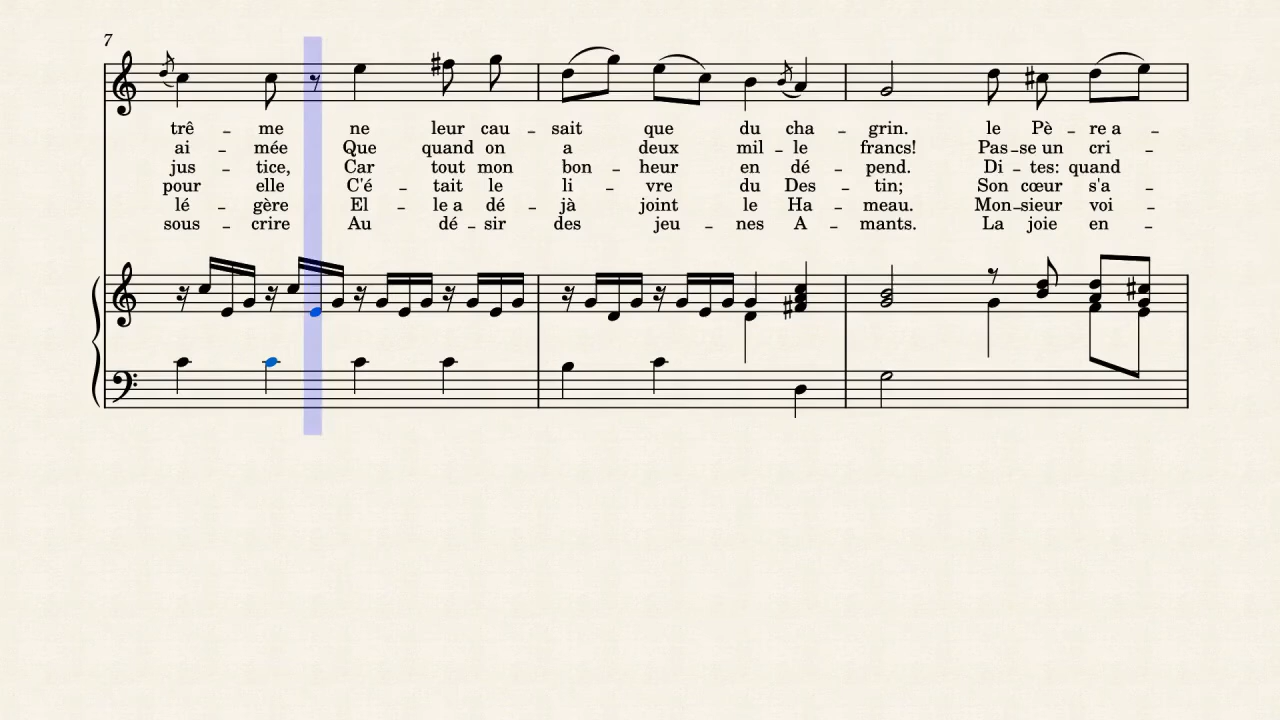 7
trê – me ne leur cau – sait que du cha – grin. le Pè – re a –
ai – mée Que quand on a deux mil – le francs! Pas – se un cri –
jus – tice, Car tout mon bon – heur en dé – pend. Di – tes: quand
pour elle C'é – tait le li – vre du Des – tin; Son cœur s'a –
lé – gère El – le a dé – jà joint le Ha – meau. Mon – sieur voi –
sous – crire Au dé – sir des jeu – nes A – mants. La joie en –